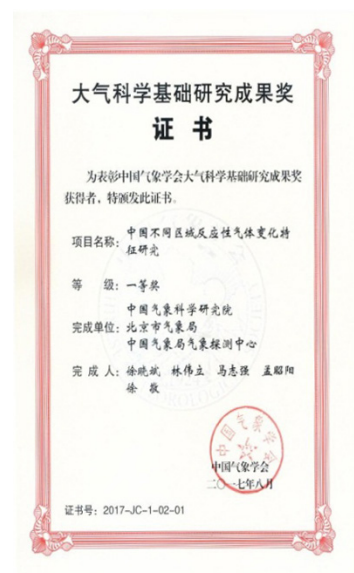 大气科学基础研究成果奖
证书
为表彰中国气象学会大气科学基础研究成果奖
获得者，特颁发此证书。
项目名称：中国不同区域反应性气体变化特
征研究
等级：一等奖
中国气象科学研究院
完成单位：北京市气象局
中国气象局气象探测中心
完成人：徐晓斌 林伟立 马志强 孟昭阳
徐敬
中国气象学会
中国气象学会
二〇一七年八月
证书号：2017-JC-1-02-01